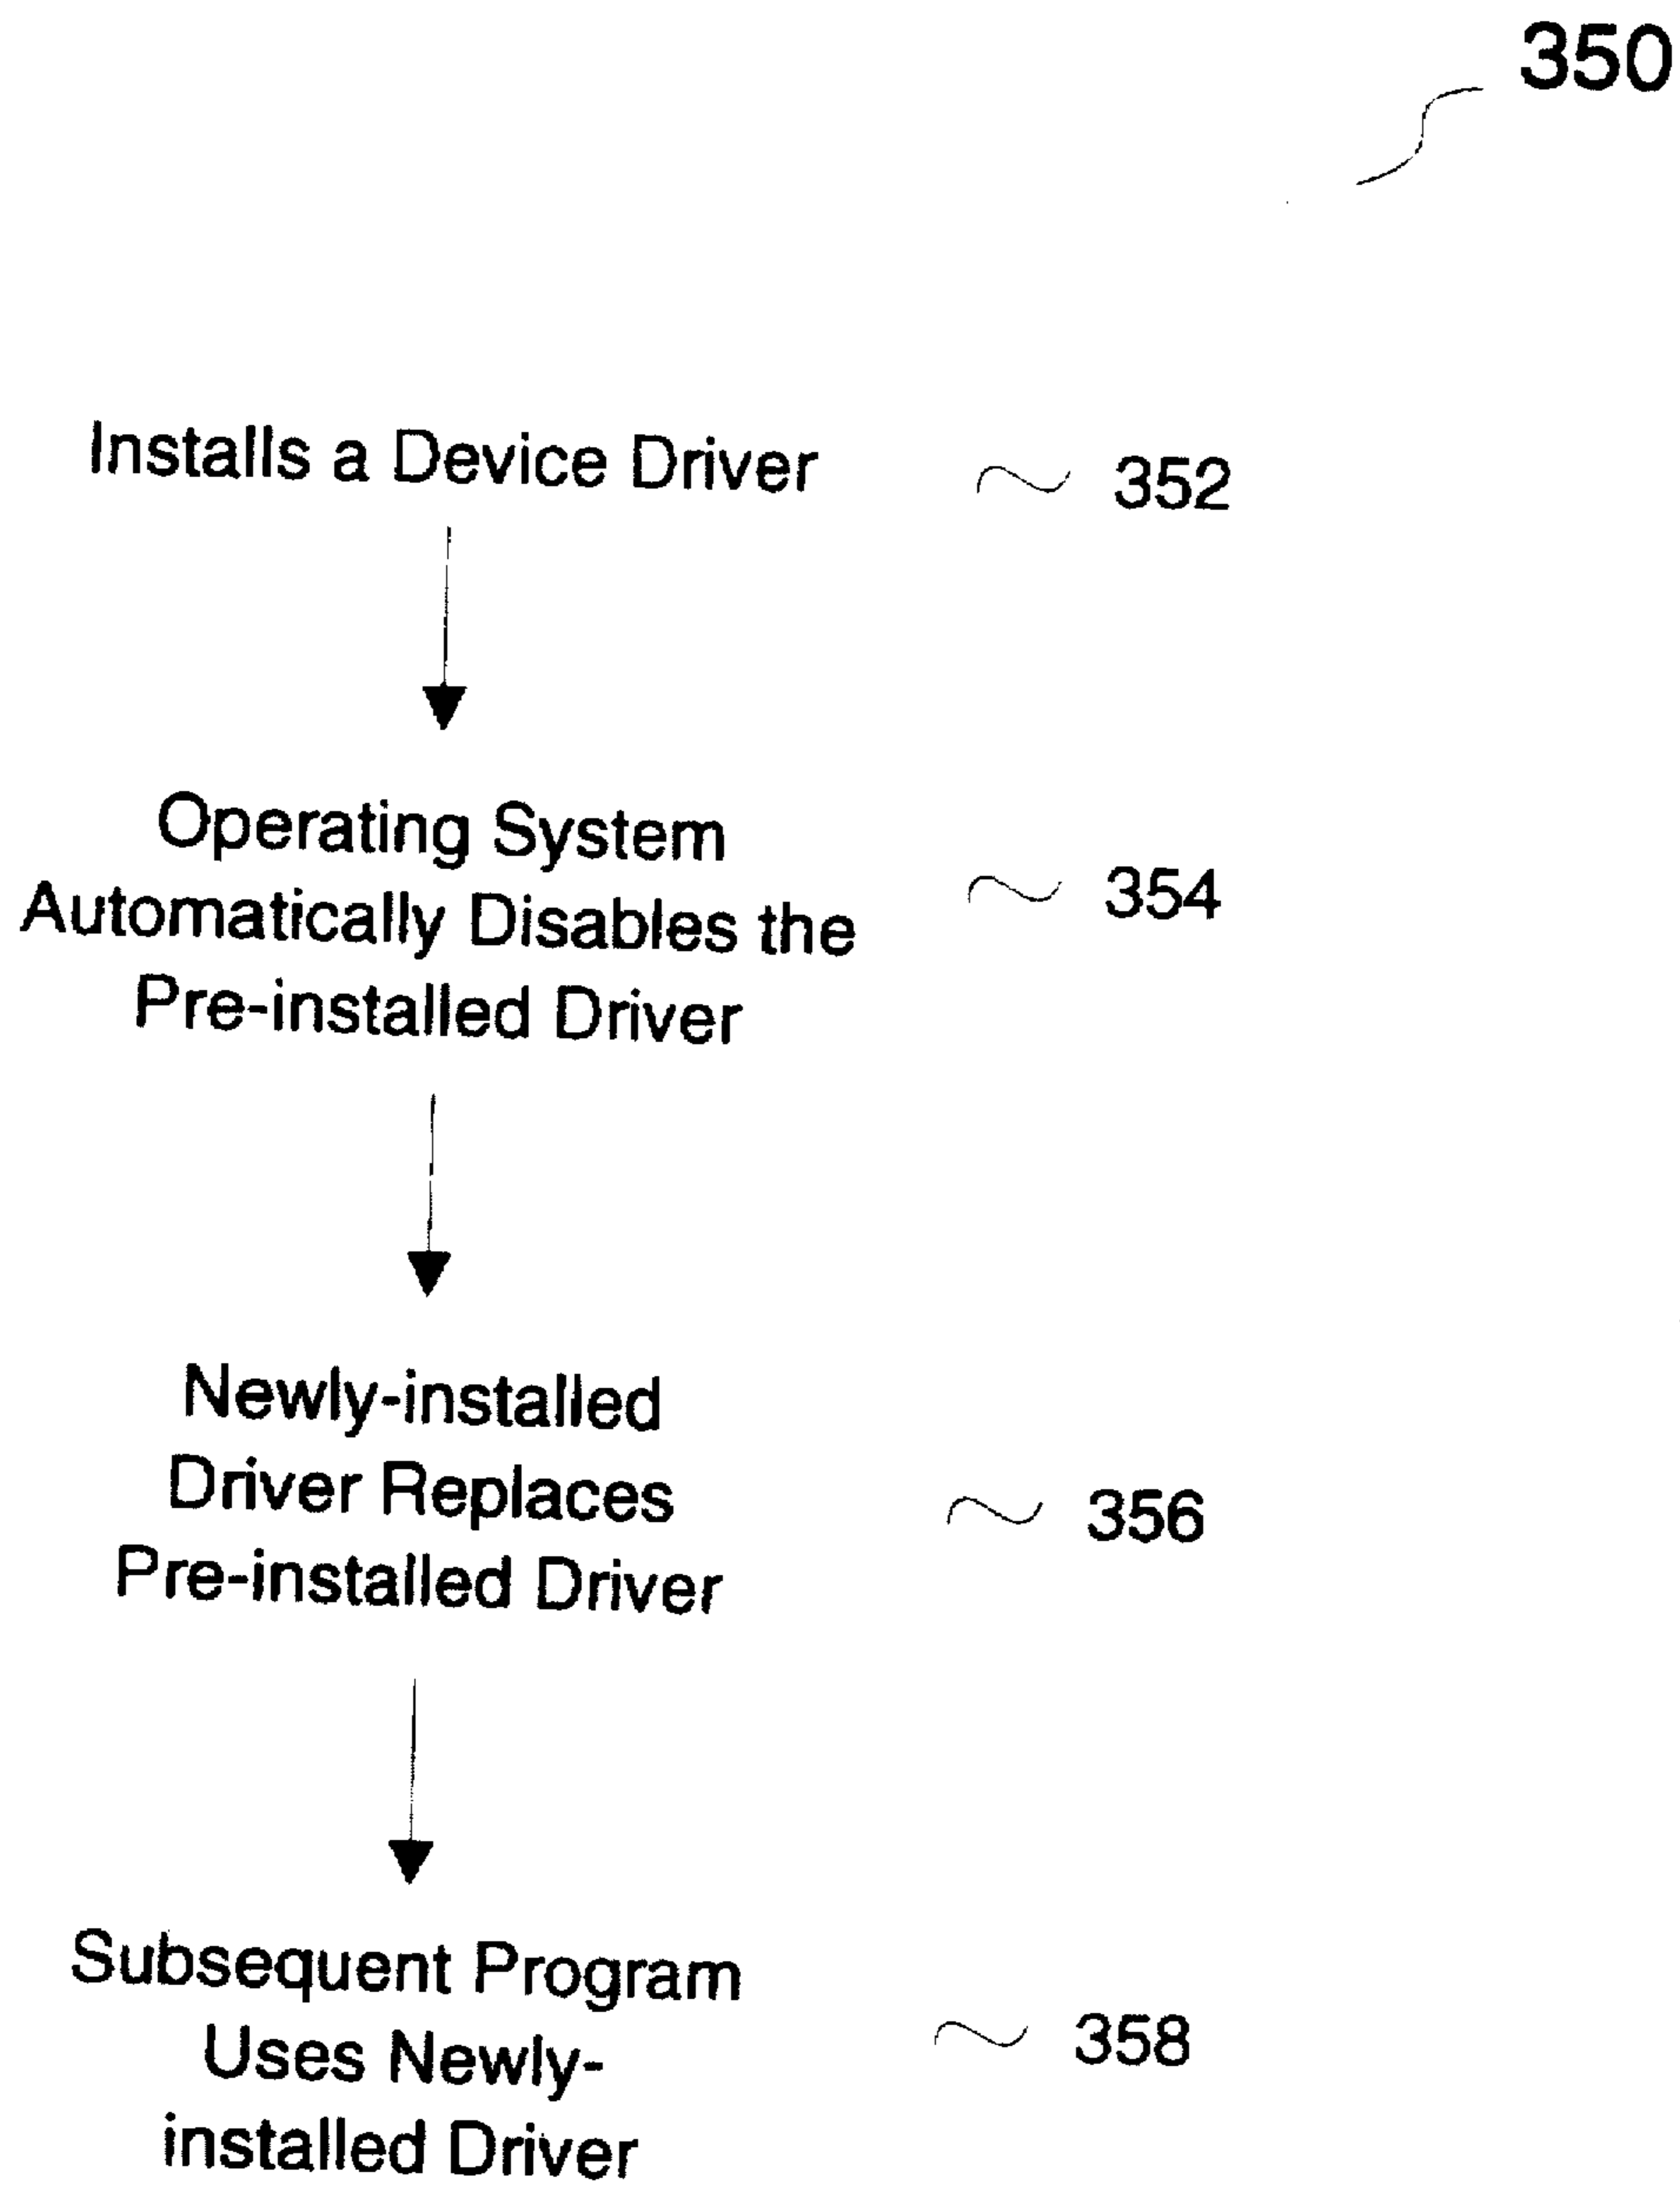 350
Installs a Device Driver
352
Operating System
Automatically Disables the
Pre-installed Driver
354
Newly-installed
Driver Replaces
Pre-installed Driver
356
Subsequent Program
Uses Newly-
installed Driver
358